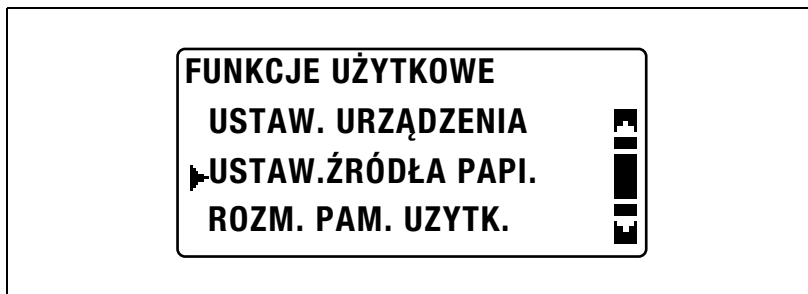 FUNKCJE UŻYTKOWE
USTAW. URZĄDZENIA
USTAW.ŹRÓDŁA PAPI.
ROZM. PAM. UZYTK.